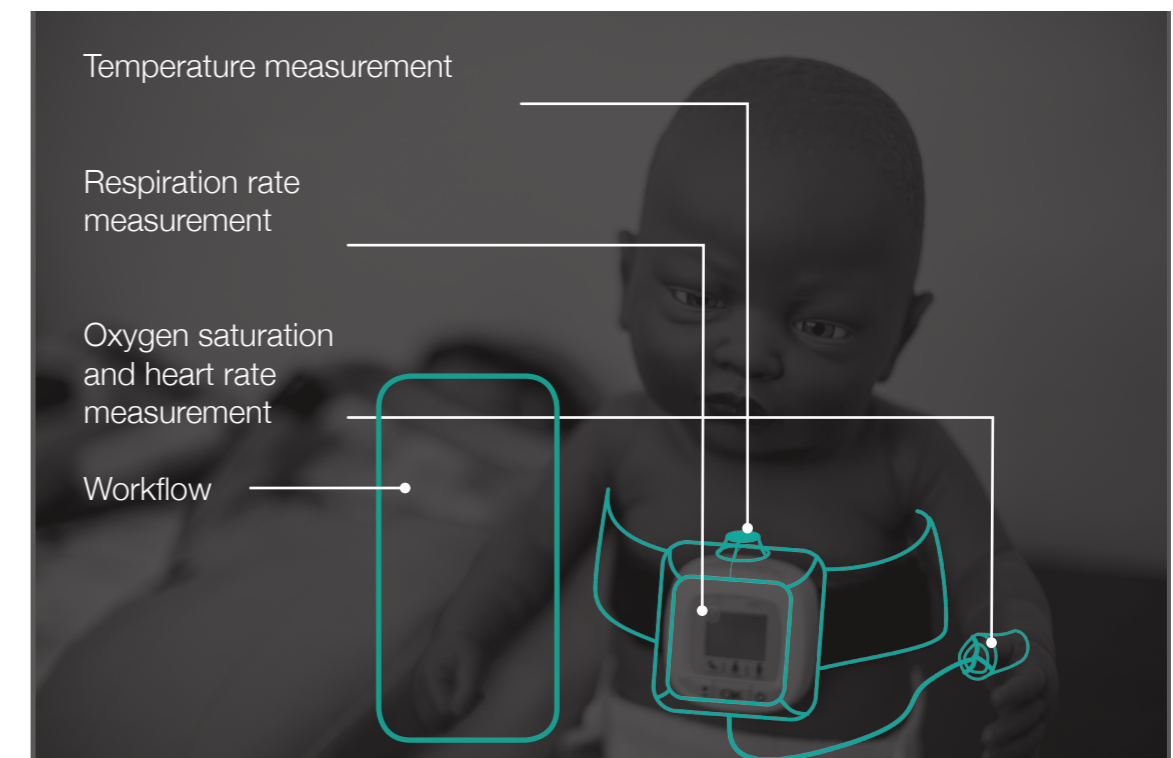 Temperature measurement
Respiration rate
measurement
Oxygen saturation
and heart rate
measurement
Workflow